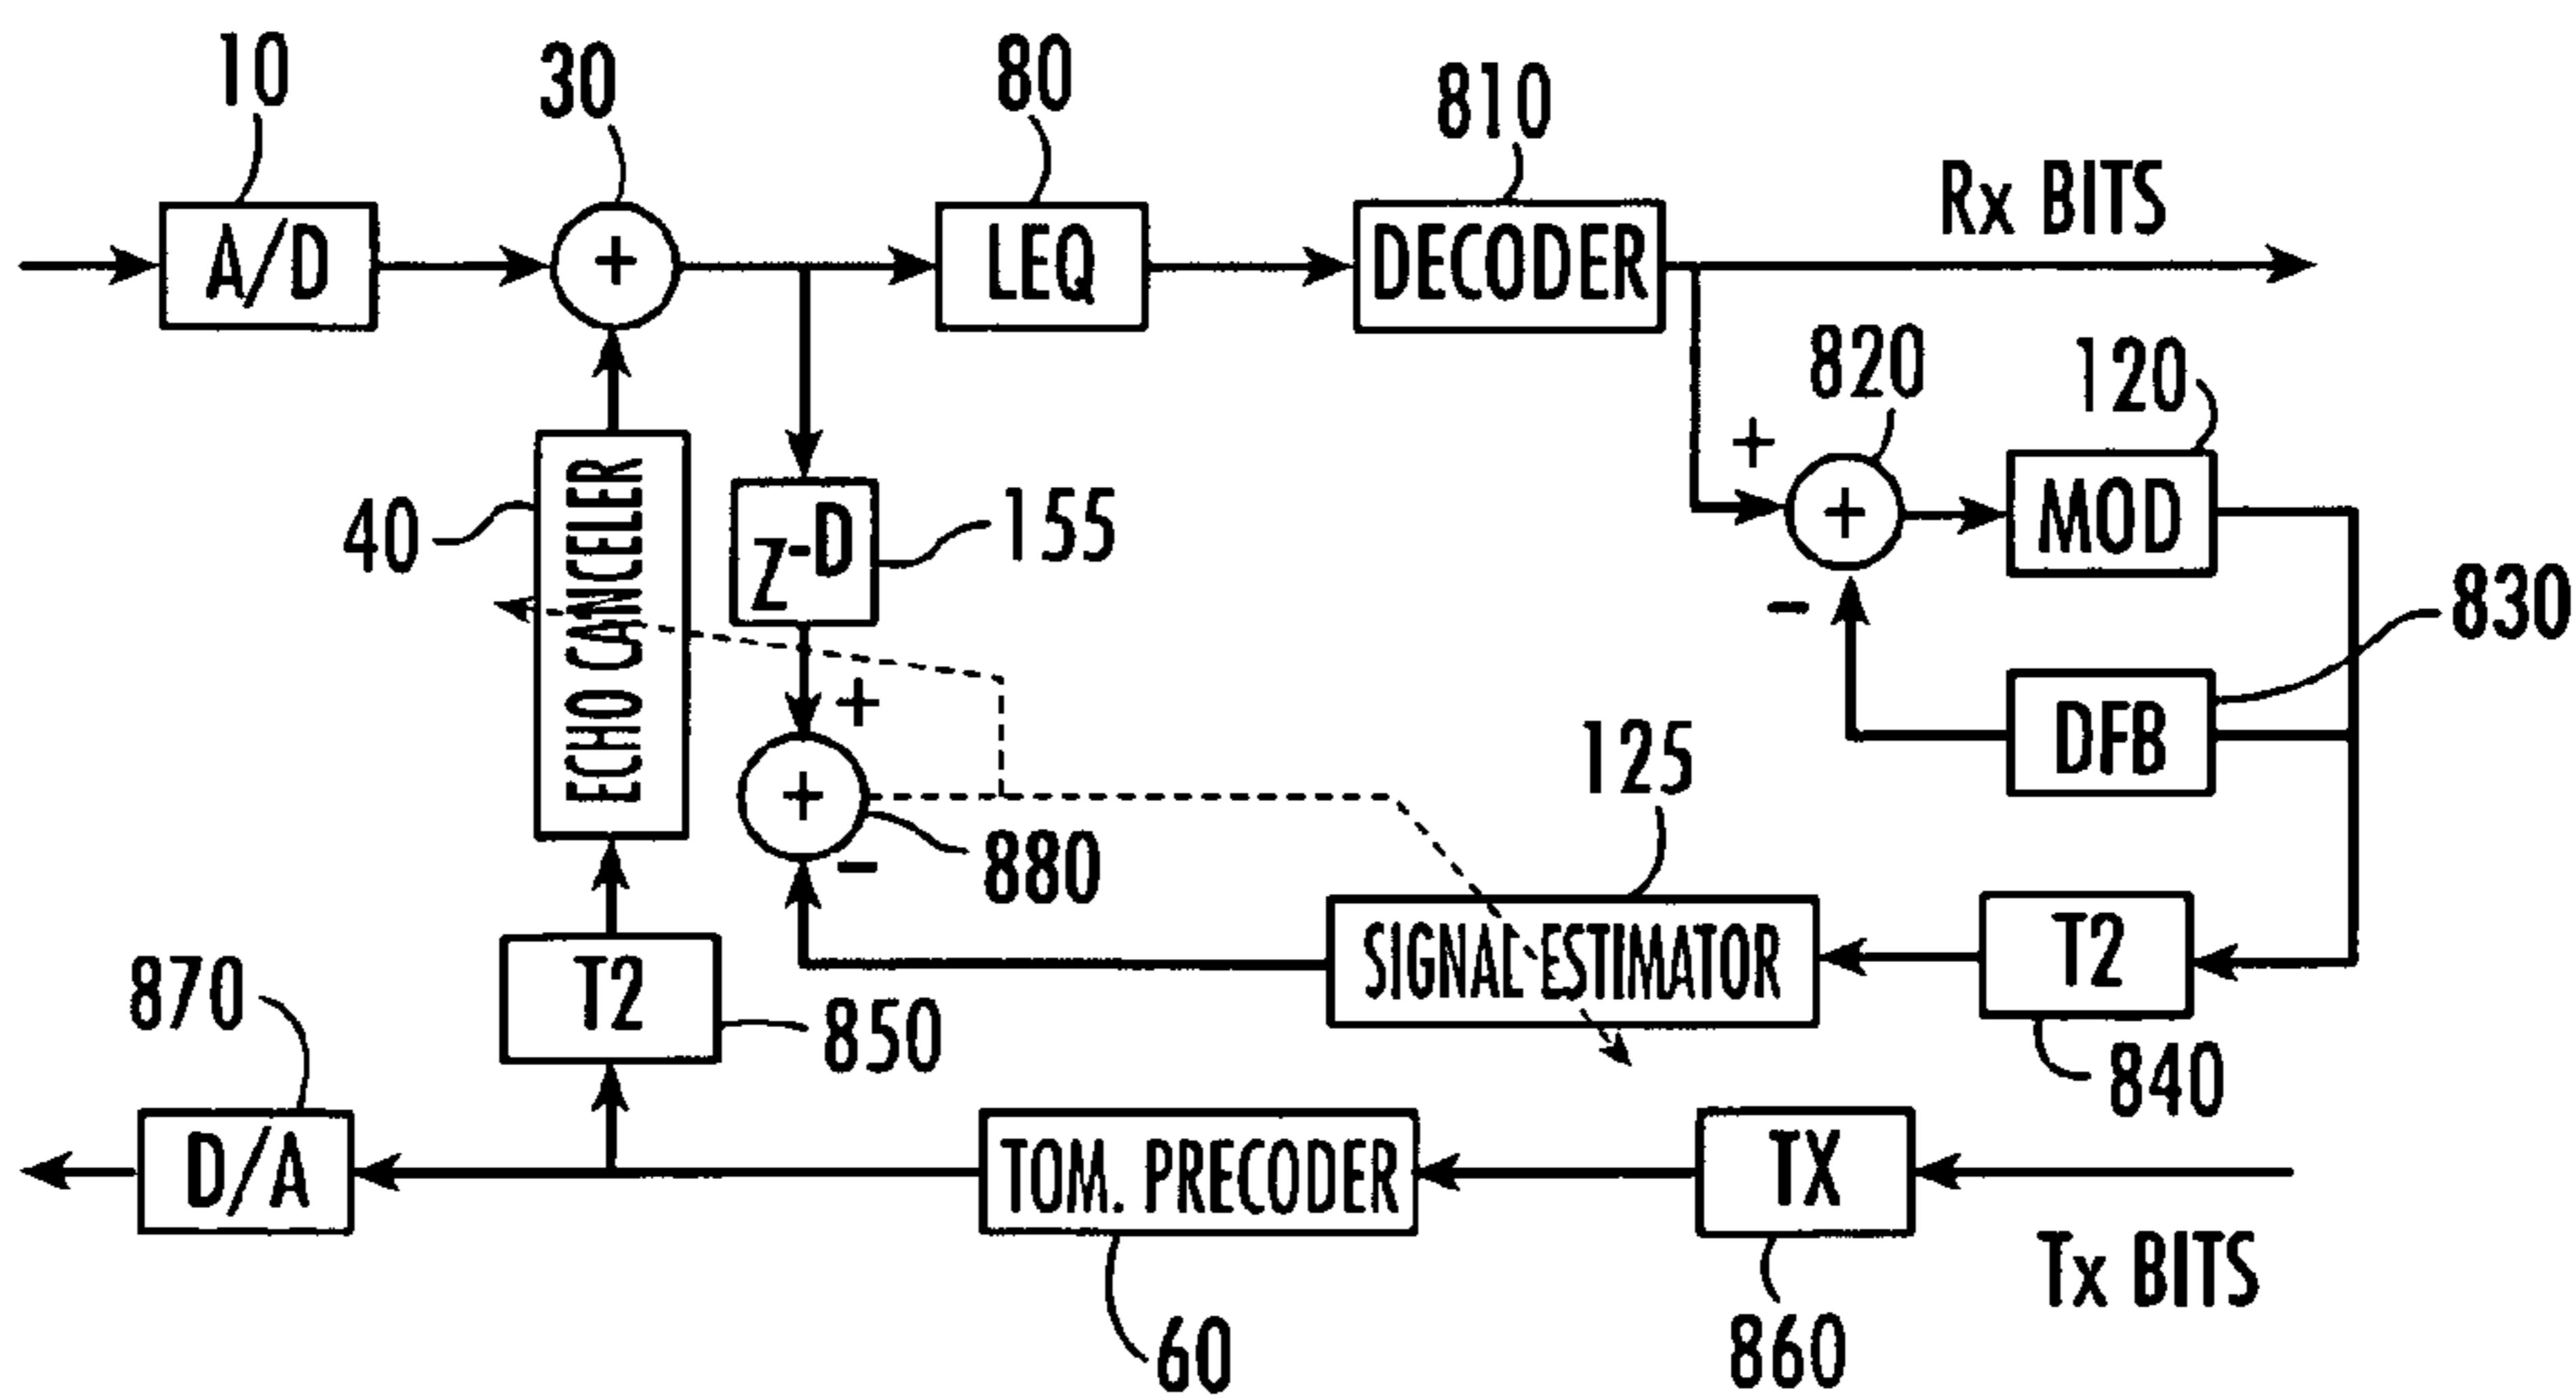 10
30
80
810
Rx BITS
A/D
+
LEQ
DECODER
820
120
+
+
MOD
-
40
ECHO CANCELER
Z-D
155
830
DFB
+
+
-
880
125
SIGNAL ESTIMATOR
T2
840
T2
850
870
D/A
TOM. PRECODER
TX
60
860
Tx BITS